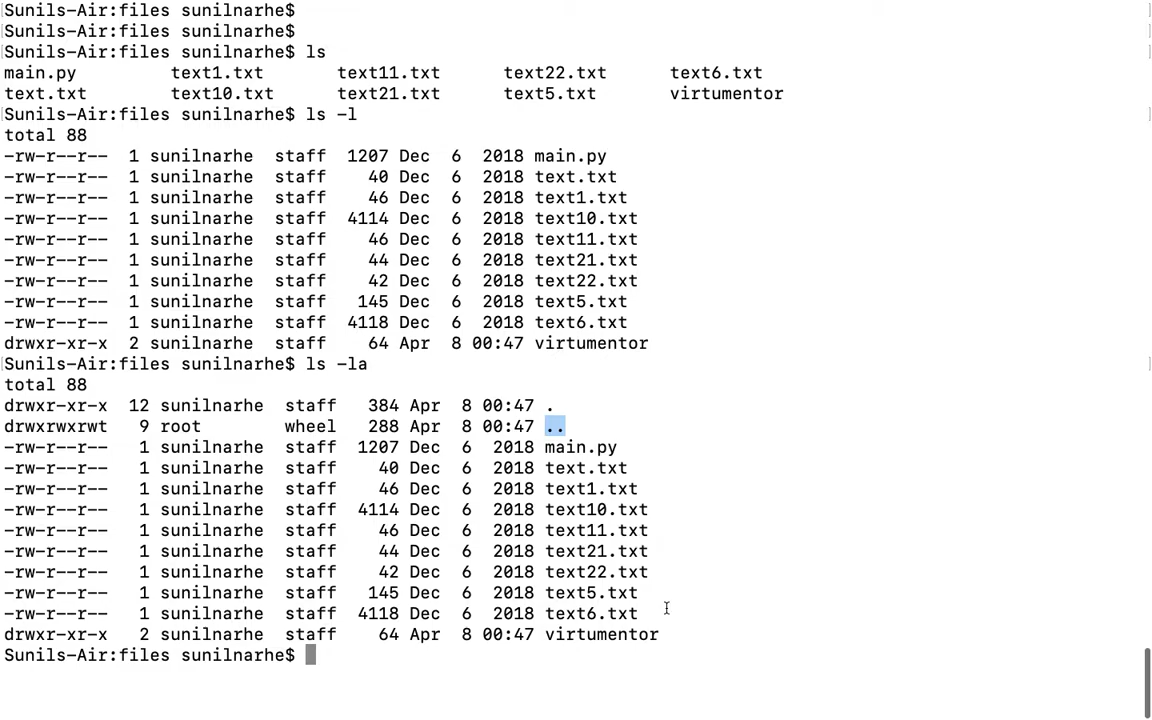 Sunils-Air:files sunilnarhe$
Sunils-Air:files sunilnarhe$
Sunils-Air:files sunilnarhe$ ls
main.py text1.txt text11.txt text22.txt text6.txt
text.txt text10.txt text21.txt text5.txt virtumentor
Sunils-Air:files sunilnarhe$ ls -l
total 88
-rw-r--r-- 1 sunilnarhe staff 1207 Dec 6 2018 main.py
-rw-r--r-- 1 sunilnarhe staff 40 Dec 6 2018 text.txt
-rw-r--r-- 1 sunilnarhe staff 46 Dec 6 2018 text1.txt
-rw-r--r-- 1 sunilnarhe staff 4114 Dec 6 2018 text10.txt
-rw-r--r-- 1 sunilnarhe staff 46 Dec 6 2018 text11.txt
-rw-r--r-- 1 sunilnarhe staff 44 Dec 6 2018 text21.txt
-rw-r--r-- 1 sunilnarhe staff 42 Dec 6 2018 text22.txt
-rw-r--r-- 1 sunilnarhe staff 145 Dec 6 2018 text5.txt
-rw-r--r-- 1 sunilnarhe staff 4118 Dec 6 2018 text6.txt
drwxr-xr-x 2 sunilnarhe staff 64 Apr 8 00:47 virtumentor
Sunils-Air:files sunilnarhe$ ls -la
total 88
drwxr-xr-x 12 sunilnarhe staff 384 Apr 8 00:47 .
drwxrwxrwt 9 root wheel 288 Apr 8 00:47 ..
-rw-r--r-- 1 sunilnarhe staff 1207 Dec 6 2018 main.py
-rw-r--r-- 1 sunilnarhe staff 40 Dec 6 2018 text.txt
-rw-r--r-- 1 sunilnarhe staff 46 Dec 6 2018 text1.txt
-rw-r--r-- 1 sunilnarhe staff 4114 Dec 6 2018 text10.txt
-rw-r--r-- 1 sunilnarhe staff 46 Dec 6 2018 text11.txt
-rw-r--r-- 1 sunilnarhe staff 44 Dec 6 2018 text21.txt
-rw-r--r-- 1 sunilnarhe staff 42 Dec 6 2018 text22.txt
-rw-r--r-- 1 sunilnarhe staff 145 Dec 6 2018 text5.txt
-rw-r--r-- 1 sunilnarhe staff 4118 Dec 6 2018 text6.txt
drwxr-xr-x 2 sunilnarhe staff 64 Apr 8 00:47 virtumentor
Sunils-Air:files sunilnarhe$